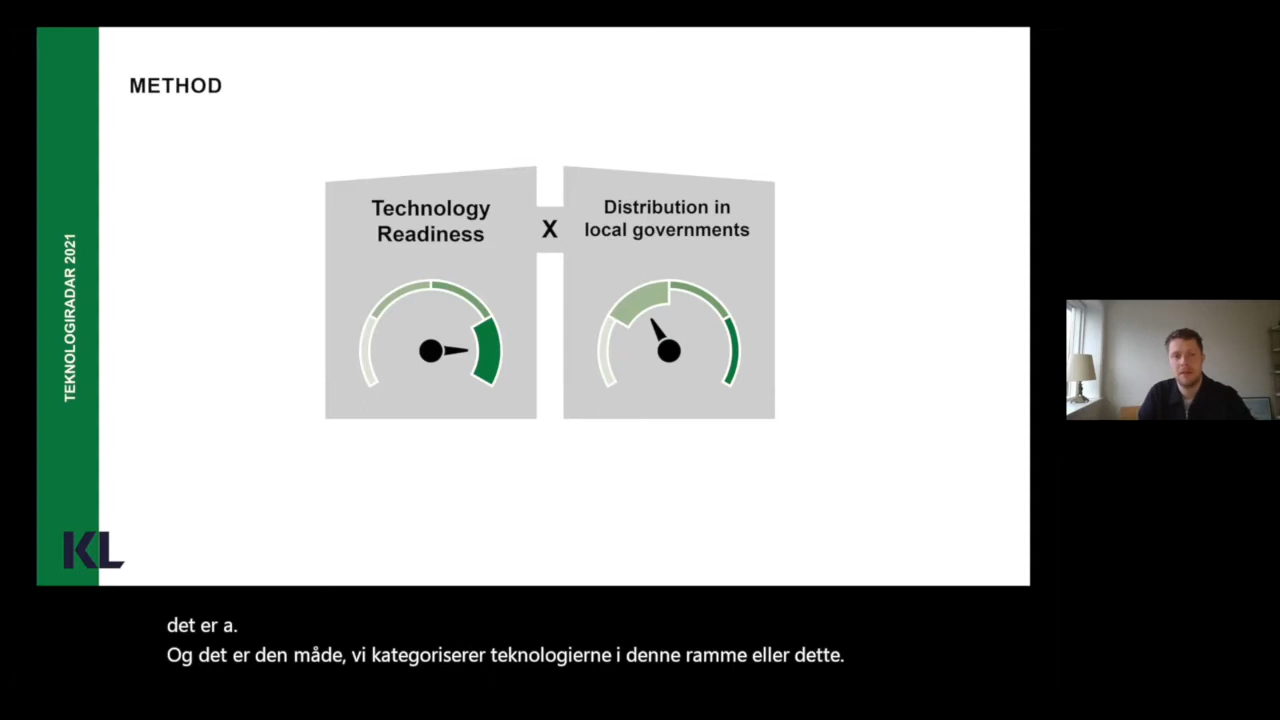 METHOD
Technology
Readiness
X
Distribution in
local governments
TEKNOLOGIRADAR 2021
KL
det er a.
Og det er den måde, vi kategoriserer teknologierne i denne ramme eller dette.